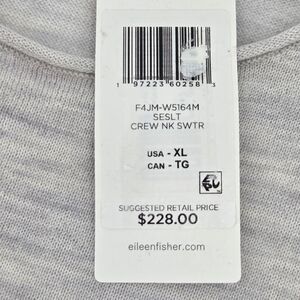 1 97223 60258 3
F4JM-W5164M
SESLT
CREW NK SWTR
USA - XL
CAN - TG
SUGGESTED RETAIL PRICE
$228.00
eileenfisher.com